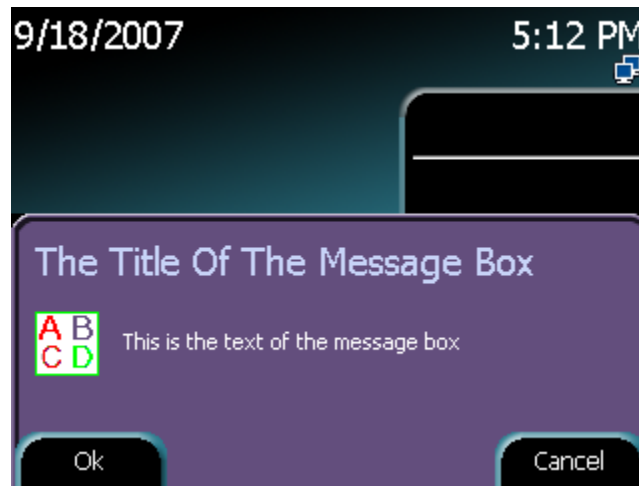 9/18/2007 5:12 PM
The Title Of The Message Box
A B
C D
This is the text of the message box
Ok Cancel